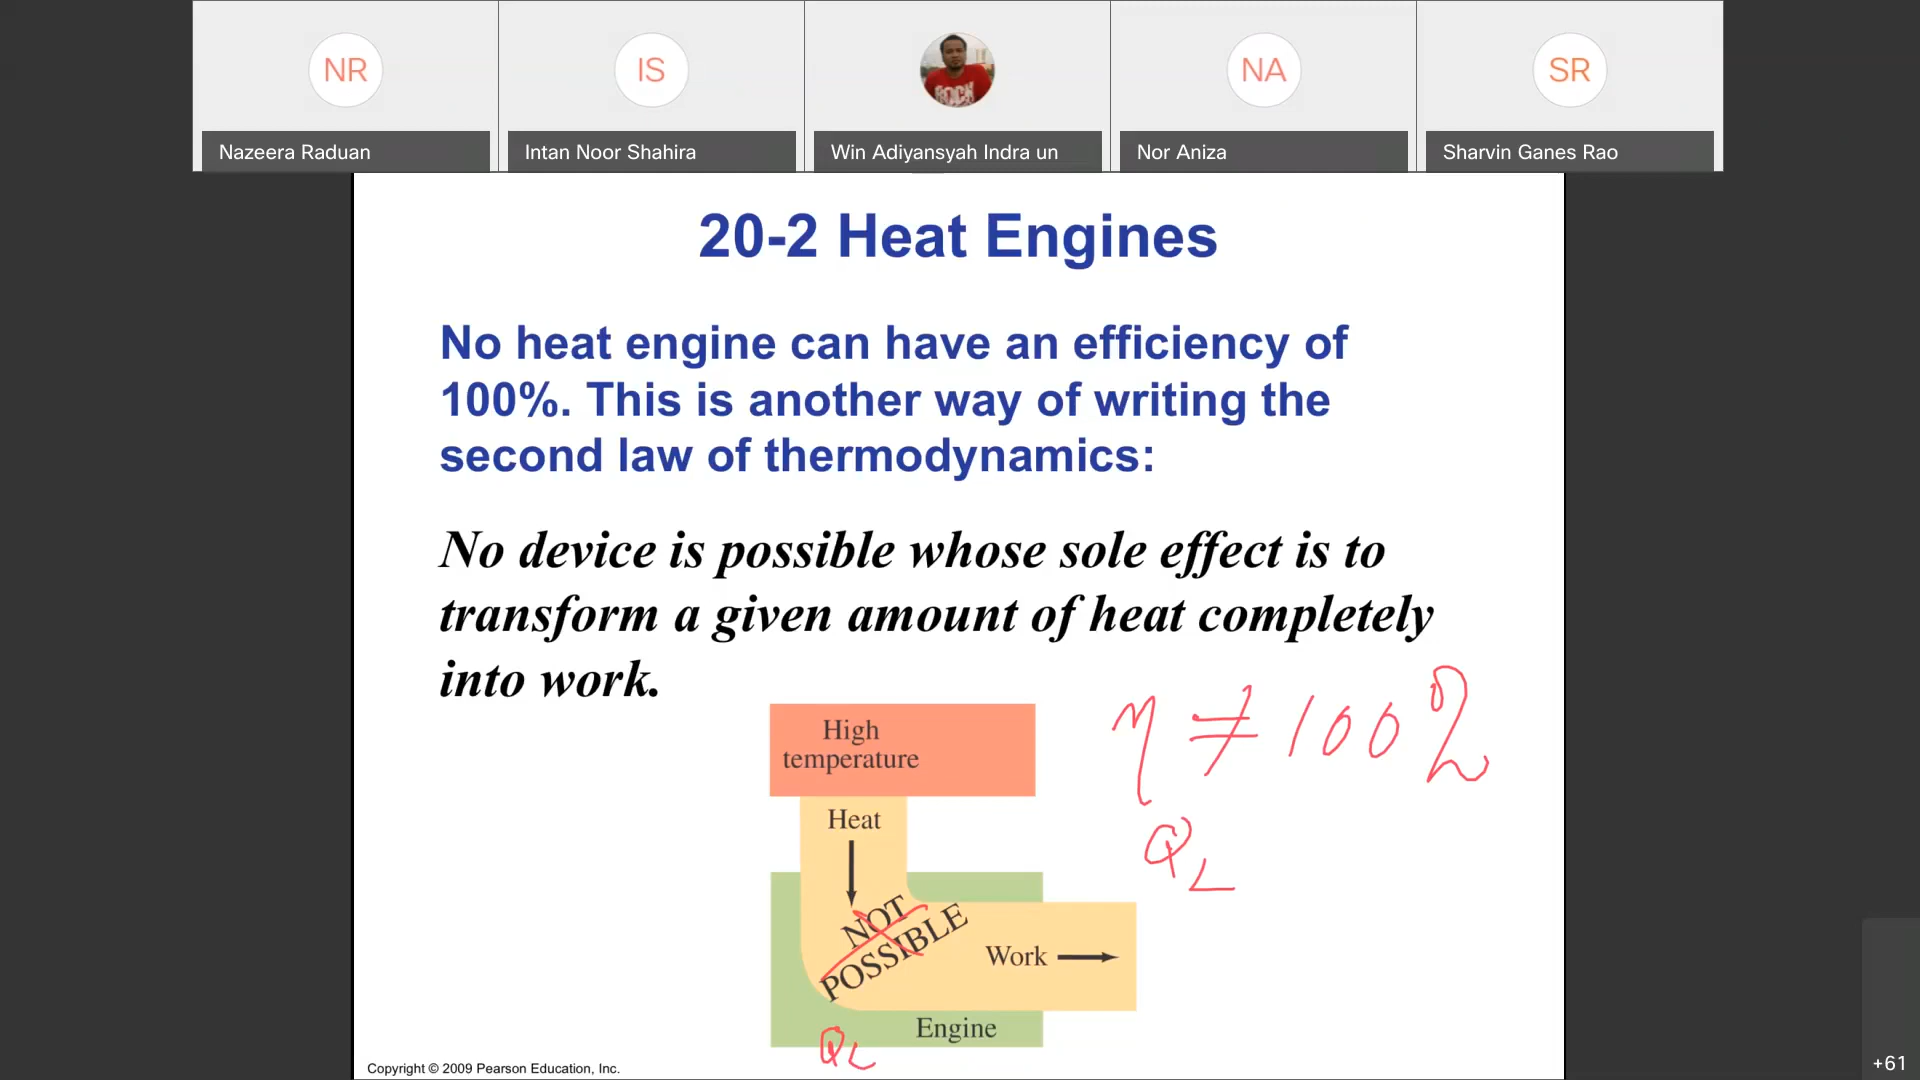 NR
IS
NA
SR
Nazeera Raduan
Intan Noor Shahira
ROCK
Win Adiyansyah Indra un
Nor Aniza
Sharvin Ganes Rao
20-2 Heat Engines
No heat engine can have an efficiency of
100%. This is another way of writing the
second law of thermodynamics:
No device is possible whose sole effect is to
transform a given amount of heat completely
into work.
High
temperature
Heat
NOT
POSSIBLE
Work
Engine
η ≠ 100%
QL
QL
Copyright © 2009 Pearson Education, Inc.
+61